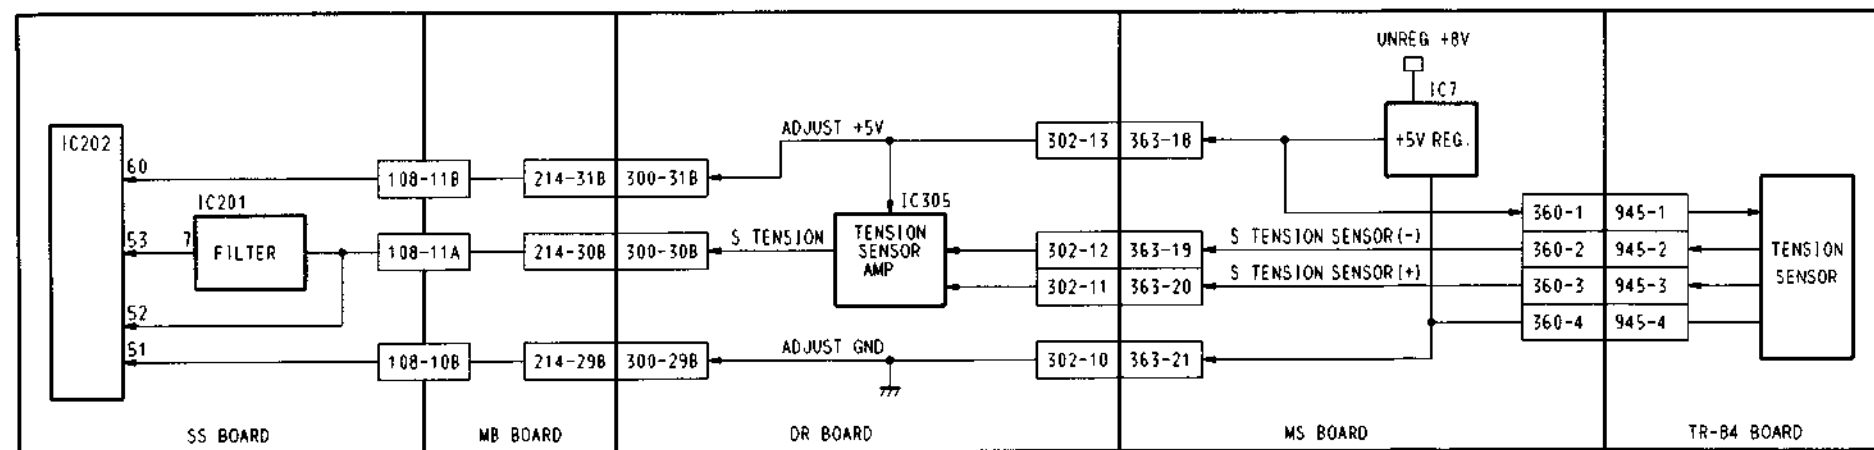 UNREG +8V
IC7
ADJUST +5V
302-13 363-18
+5V REG.
IC202
60
108-11B
214-31B 300-31B
IC201
IC305
360-1 945-1
53
7
FILTER
108-11A
214-30B 300-30B
S TENSION
TENSION
SENSOR
AMP
302-12 363-19
S TENSION SENSOR(-)
360-2 945-2
TENSION
SENSOR
302-11 363-20
S TENSION SENSOR(+)
360-3 945-3
52
360-4 945-4
51
108-10B
214-29B 300-29B
ADJUST GND
302-10 363-21
SS BOARD
MB BOARD
DR BOARD
MS BOARD
TR-84 BOARD